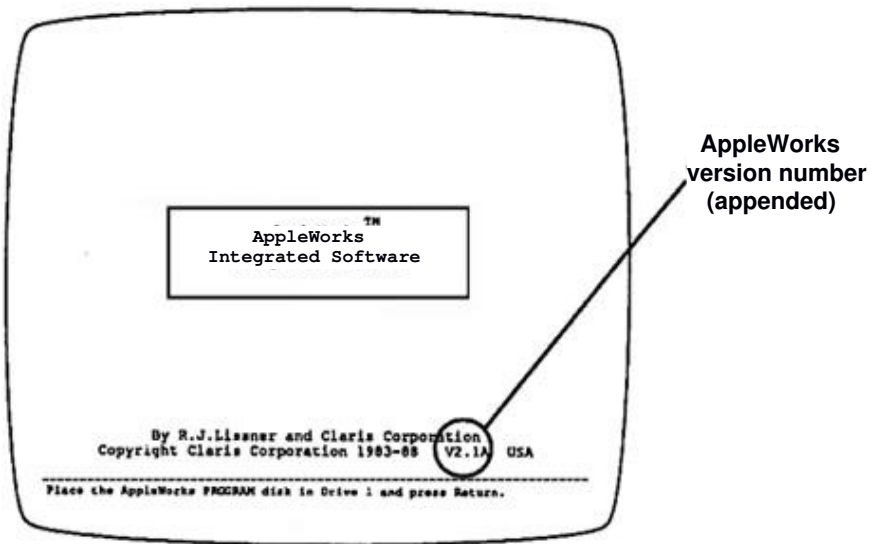 TM
AppleWorks
Integrated Software
AppleWorks
version number
(appended)
By R.J.Lissner and Claris Corporation
Copyright Claris Corporation 1983-88 V2.1A USA
Place the AppleWorks PROGRAM disk in Drive 1 and press Return.